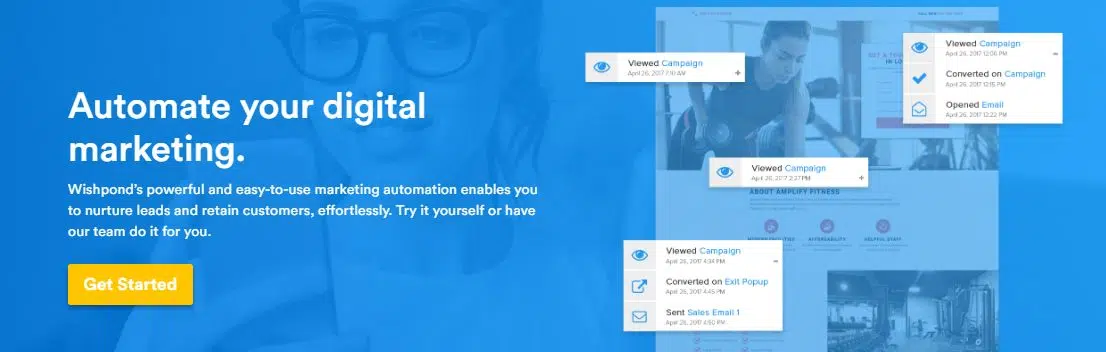 Automate your digital
marketing.
Wishpond's powerful and easy-to-use marketing automation enables you
to nurture leads and retain customers, effortlessly. Try it yourself or have
our team do it for you.
Get Started
Viewed Campaign
April 26, 2017 7:10 AM
Viewed Campaign
April 26, 2017 12:06 PM
Converted on Campaign
April 26, 2017 12:15 PM
Opened Email
April 26, 2017 12:22 PM
Viewed Campaign
April 26, 2017 2:37 PM
ABOUT AMPLIFY FITNESS
AFFORDABILITY
HELPFUL STAFF
Viewed Campaign
April 26, 2017 4:34 PM
Converted on Exit Popup
April 26, 2017 4:45 PM
Sent Sales Email 1
April 26, 2017 4:50 PM